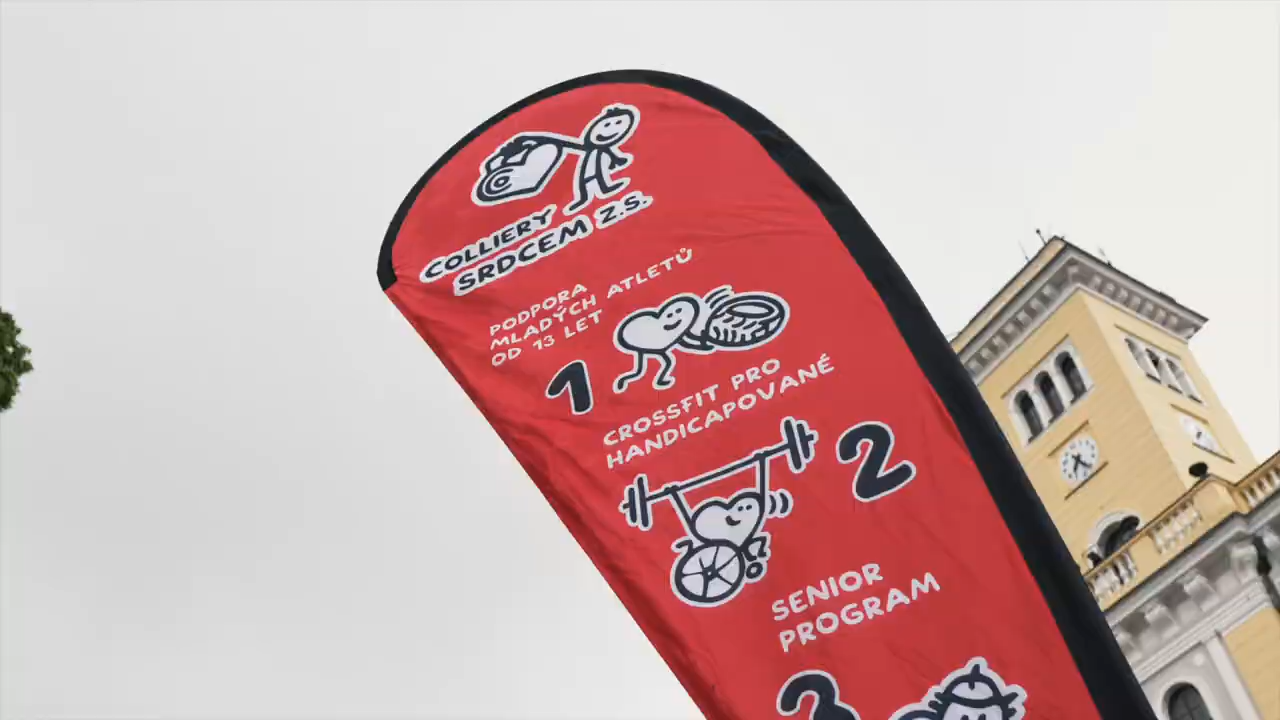 COLLIERY
SRDCEM Z.S.
PODPORA
MLADÝCH ATLETŮ
OD 13 LET
1
CROSSFIT PRO
HANDICAPOVANÉ
2
SENIOR
PROGRAM
3